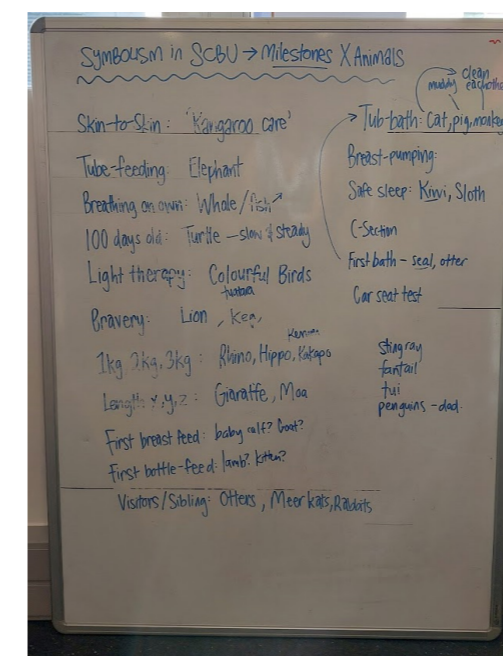 Symbolism in SCBU → Milestones X Animals
Skin-to-Skin: 'Kangaroo care'
Tube-feeding: Elephant
Breathing on own: Whale/fish
100 days old: Turtle – slow & steady
Light therapy: Colourful Birds
tuatara
Bravery: Lion, Kea,
1kg, 2kg, 3kg: Rhino, Hippo, Kakapo
Length x, y, z: Giaraffe, Moa
First breast feed: baby calf? Goat?
First bottle-feed: lamb? Kitten?
Visitors/Sibling: Otters, Meerkats, Rabbits
clean
muddy
Tub-bath: Cat, pig, monkey
Breast-pumping:
Safe sleep: Kiwi, Sloth
C-Section
First bath – seal, otter
Car seat test
stingray
fantail
tui
penguins – dad